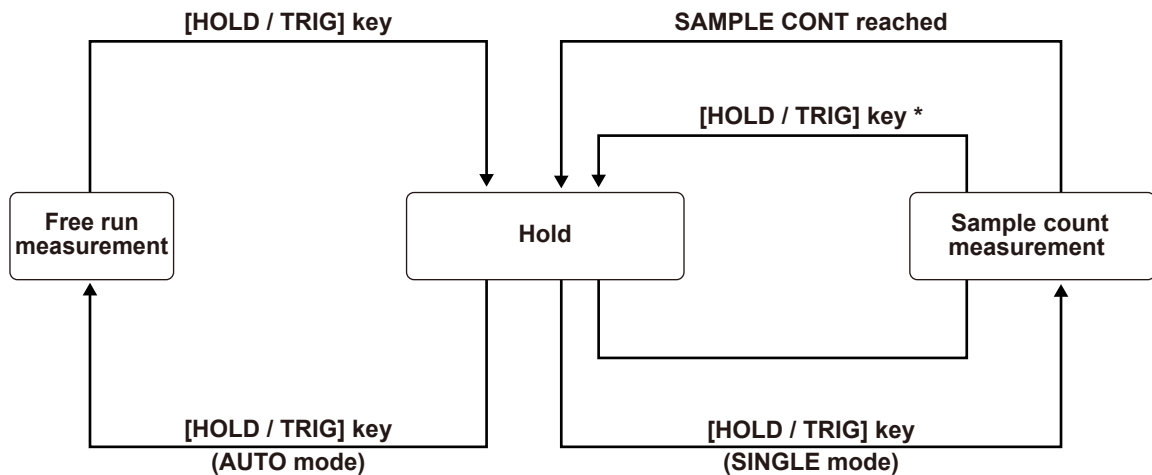 [HOLD / TRIG] key
SAMPLE CONT reached
[HOLD / TRIG] key *
Free run
measurement
Hold
Sample count
measurement
[HOLD / TRIG] key
(AUTO mode)
[HOLD / TRIG] key
(SINGLE mode)